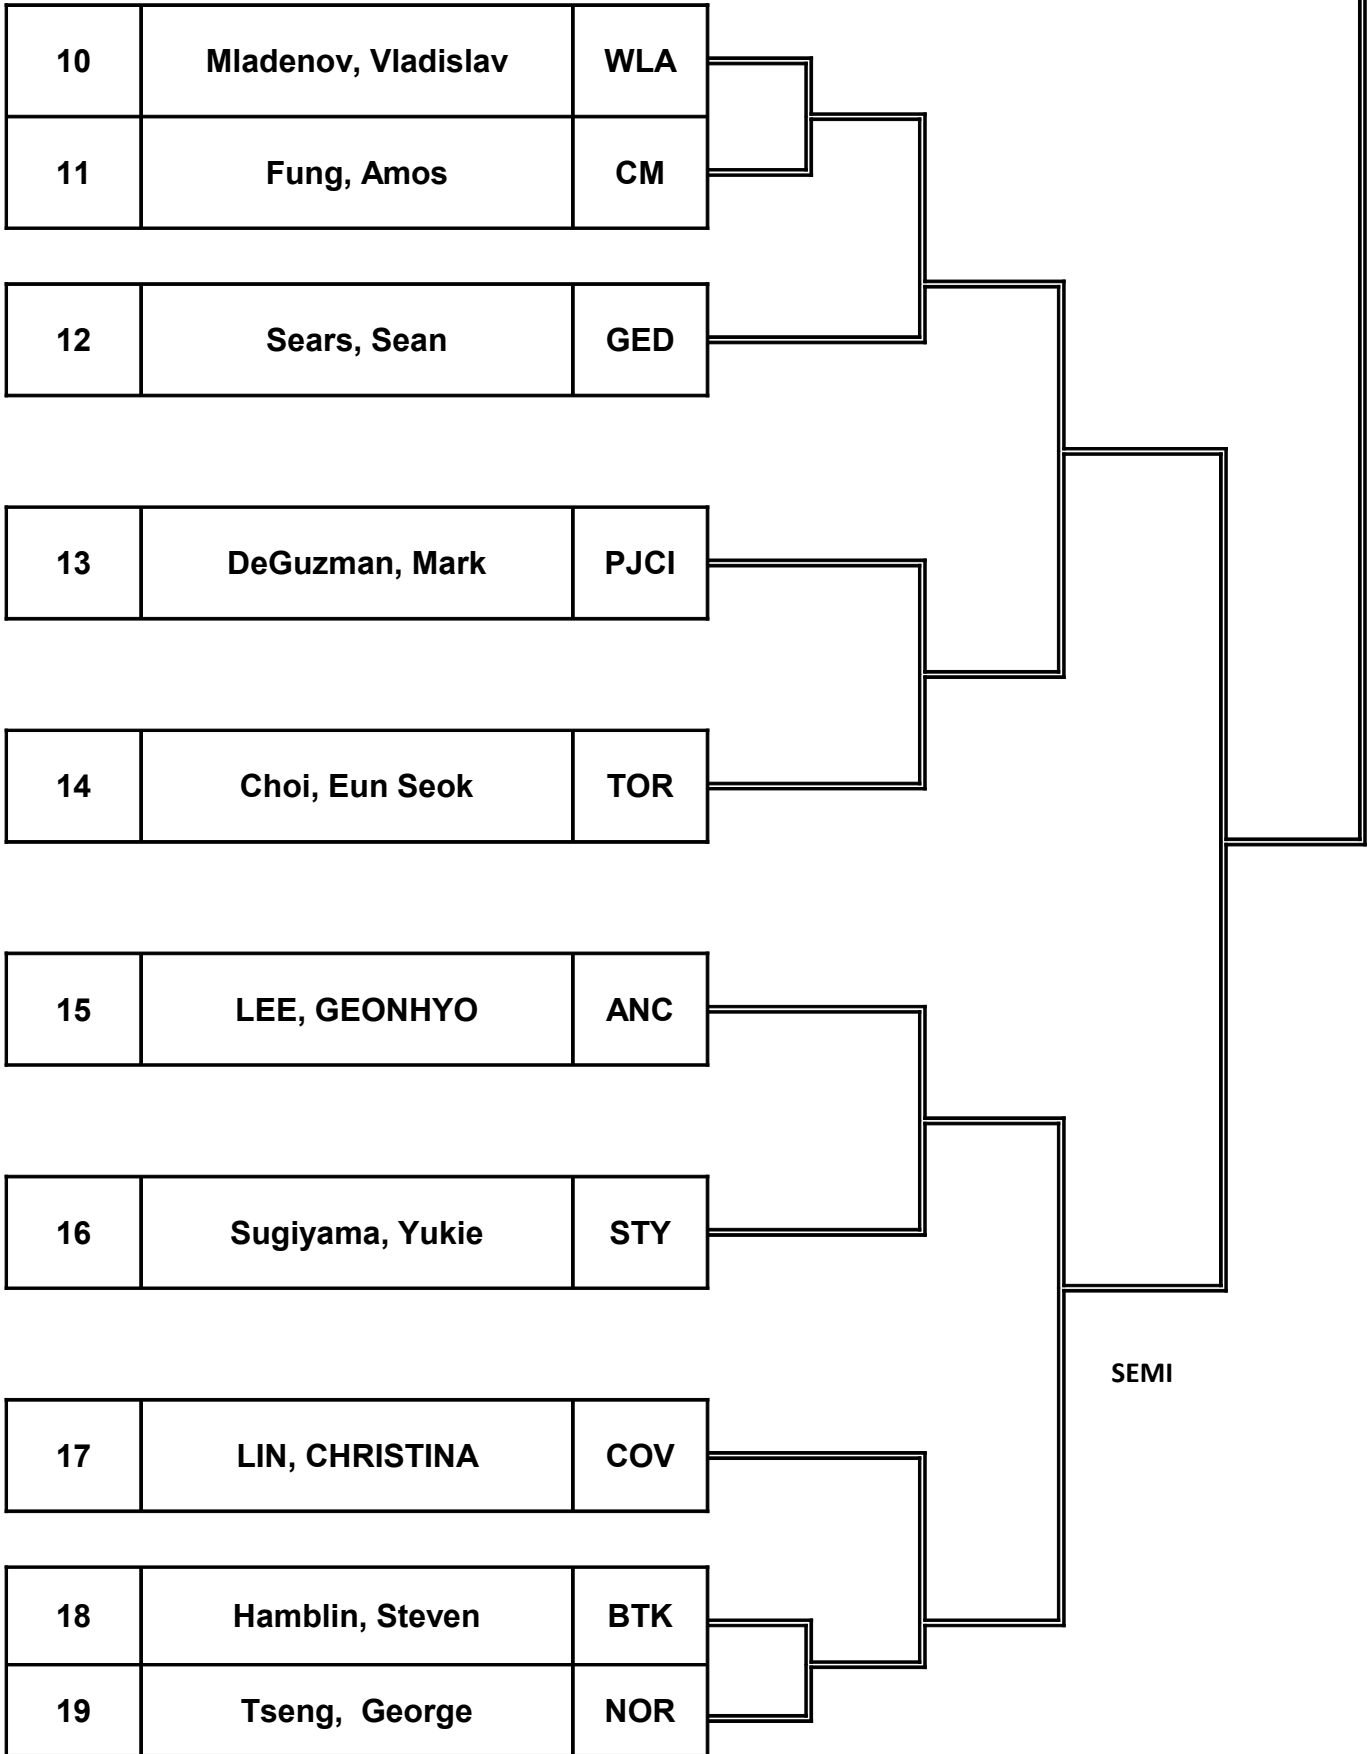 10 Mladenov, Vladislav WLA
11 Fung, Amos CM
12 Sears, Sean GED
13 DeGuzman, Mark PJCI
14 Choi, Eun Seok TOR
15 LEE, GEONHYO ANC
16 Sugiyama, Yukie STY
SEMI
17 LIN, CHRISTINA COV
18 Hamblin, Steven BTK
19 Tseng, George NOR